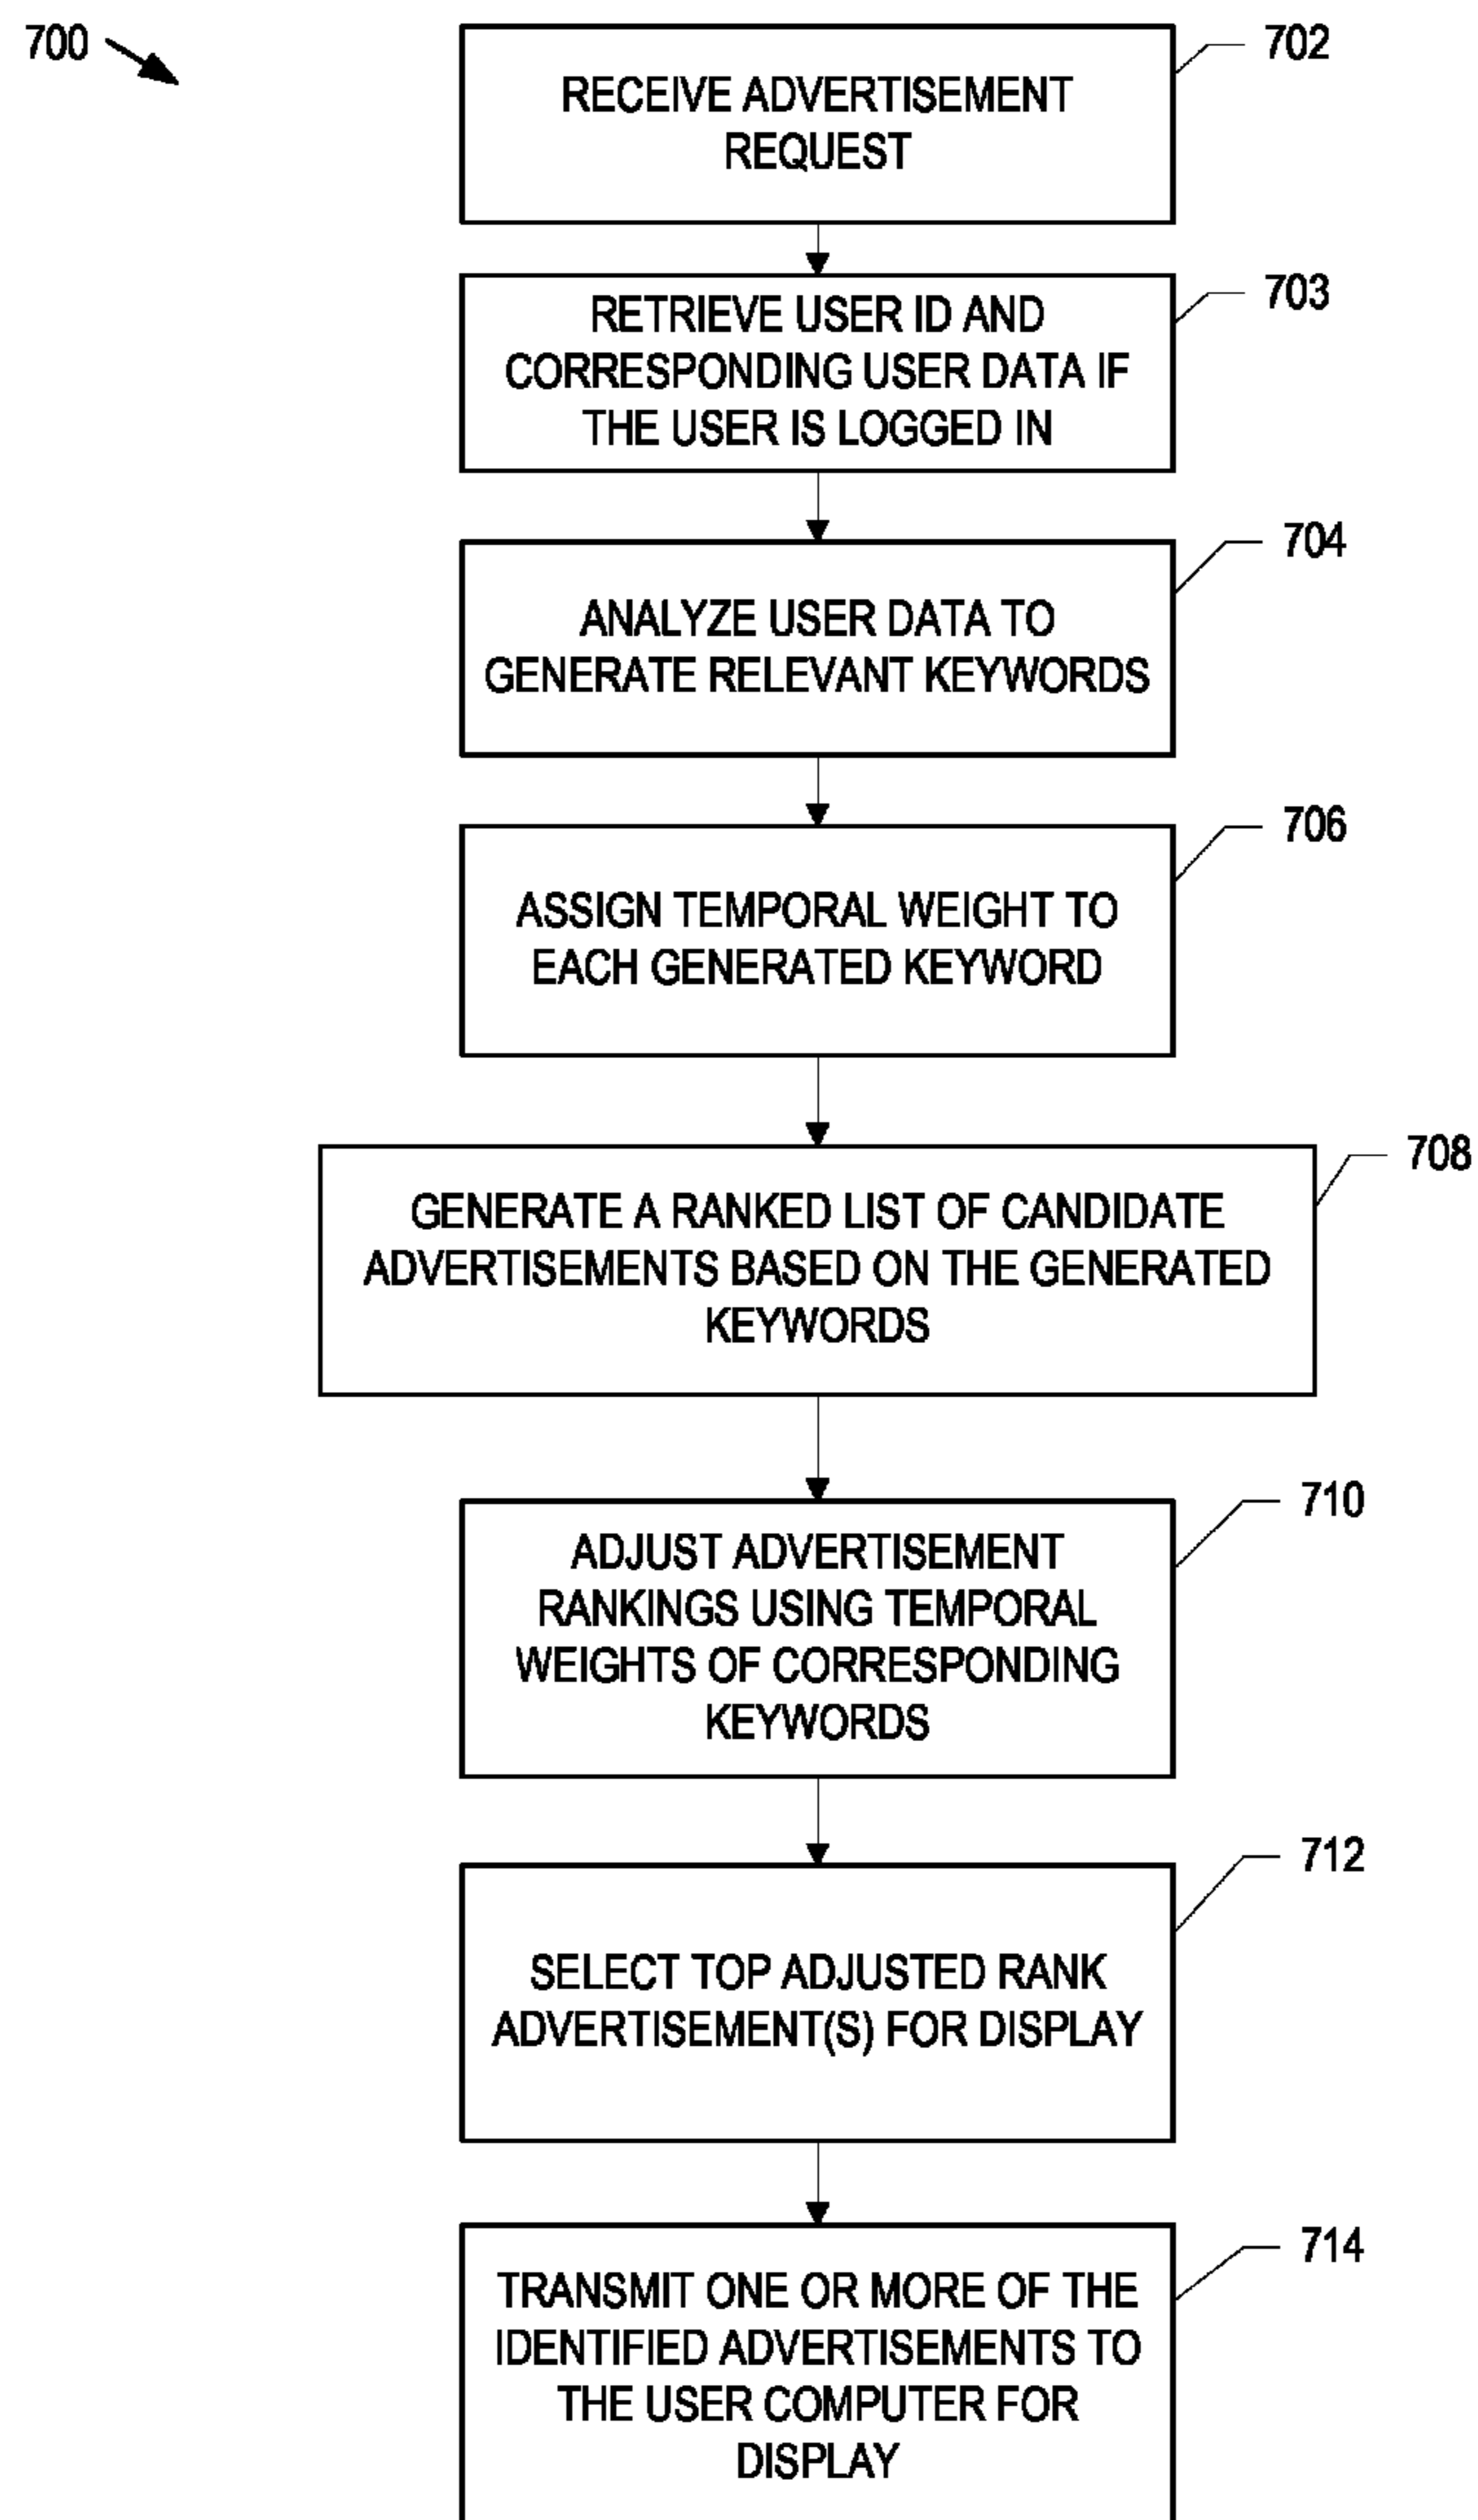 700
702
RECEIVE ADVERTISEMENT
REQUEST
703
RETRIEVE USER ID AND
CORRESPONDING USER DATA IF
THE USER IS LOGGED IN
704
ANALYZE USER DATA TO
GENERATE RELEVANT KEYWORDS
706
ASSIGN TEMPORAL WEIGHT TO
EACH GENERATED KEYWORD
708
GENERATE A RANKED LIST OF CANDIDATE
ADVERTISEMENTS BASED ON THE GENERATED
KEYWORDS
710
ADJUST ADVERTISEMENT
RANKINGS USING TEMPORAL
WEIGHTS OF CORRESPONDING
KEYWORDS
712
SELECT TOP ADJUSTED RANK
ADVERTISEMENT(S) FOR DISPLAY
714
TRANSMIT ONE OR MORE OF THE
IDENTIFIED ADVERTISEMENTS TO
THE USER COMPUTER FOR
DISPLAY